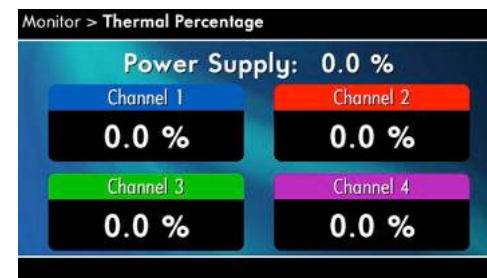 Monitor > Thermal Percentage
Power Supply: 0.0 %
Channel 1
Channel 2
0.0 %
0.0 %
Channel 3
Channel 4
0.0 %
0.0 %